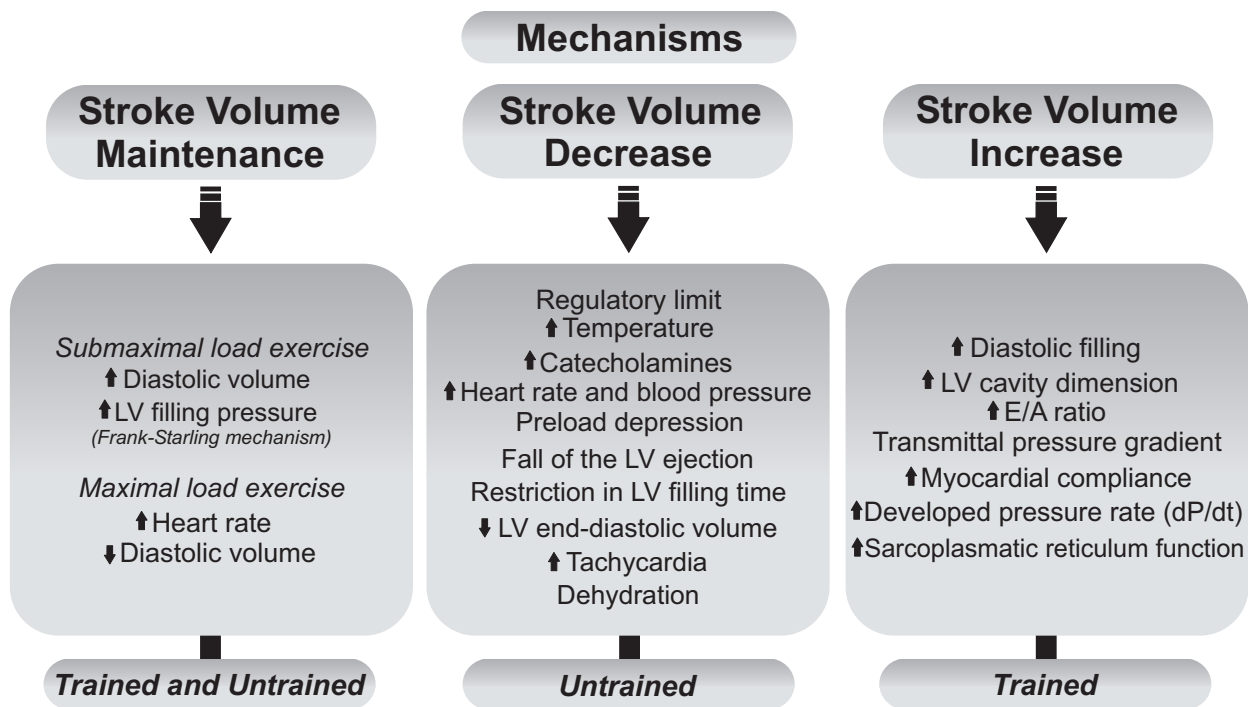 Mechanisms
Stroke Volume
Maintenance
Submaximal load exercise
⬆ Diastolic volume
⬆ LV filling pressure
(Frank-Starling mechanism)
Maximal load exercise
⬆ Heart rate
⬇ Diastolic volume
Trained and Untrained
Stroke Volume
Decrease
Regulatory limit
⬆ Temperature
⬆ Catecholamines
⬆ Heart rate and blood pressure
Preload depression
Fall of the LV ejection
Restriction in LV filling time
⬇ LV end-diastolic volume
⬆ Tachycardia
Dehydration
Untrained
Stroke Volume
Increase
⬆ Diastolic filling
⬆ LV cavity dimension
⬆ E/A ratio
Transmittal pressure gradient
⬆ Myocardial compliance
⬆ Developed pressure rate (dP/dt)
⬆ Sarcoplasmatic reticulum function
Trained